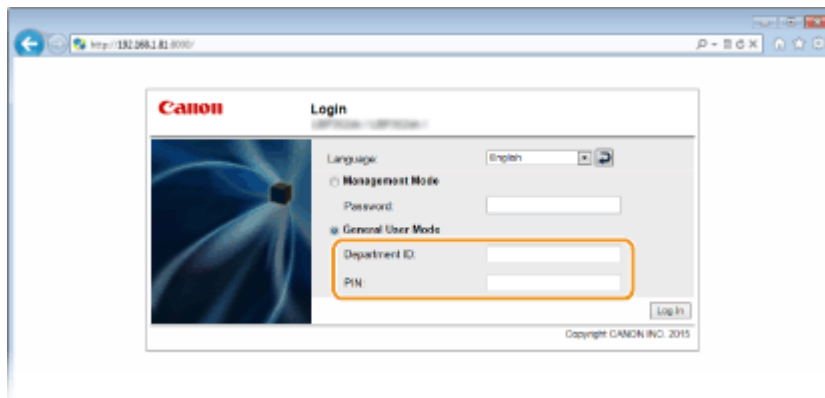 http://192.168.1.81:8000/
Canon
Login
Language:
English
Management Mode
Password:
General User Mode
Department ID:
PIN:
Log In
Copyright CANON INC. 2015